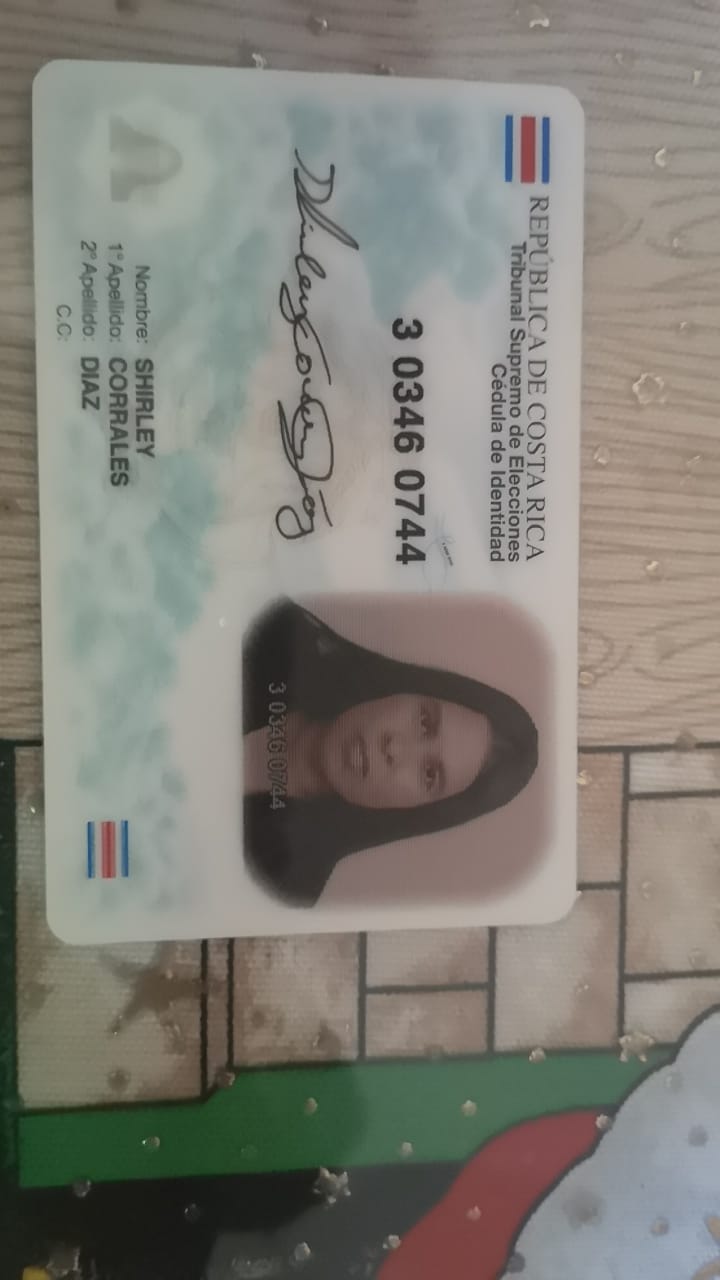 REPÚBLICA DE COSTA RICA
Tribunal Supremo de Elecciones
Cédula de Identidad
3 0346 0744
3 0346 0744
Nombre: SHIRLEY
1° Apellido: CORRALES
2° Apellido: DIAZ
C.C: